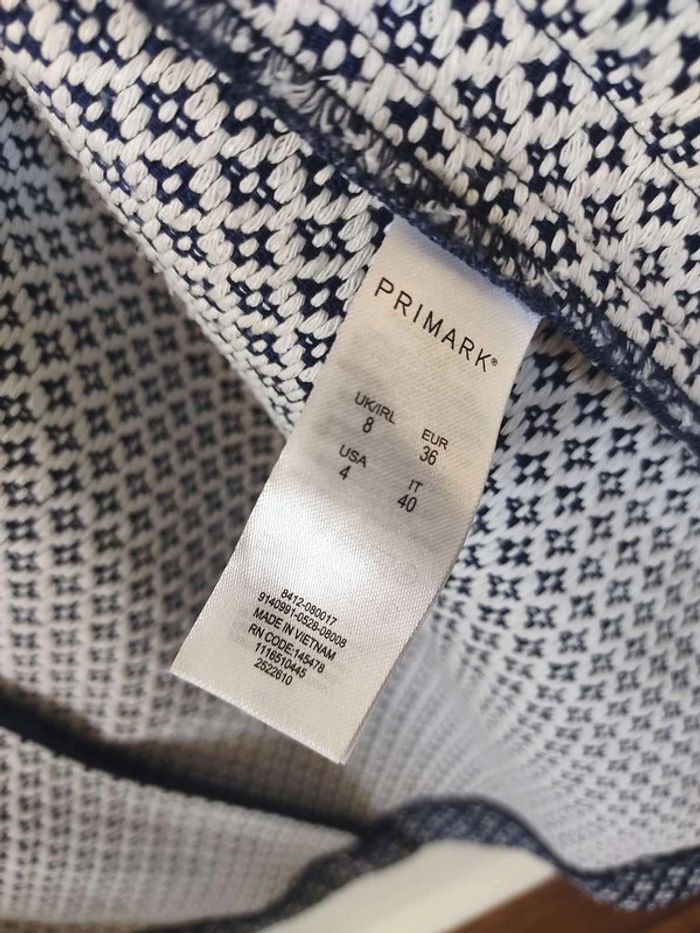 PRIMARK®
UK/IRL EUR
8 36
USA IT
4 40
8412-080017
9140991-0528-08008
MADE IN VIETNAM
RN CODE:145478
1116510445
2522610